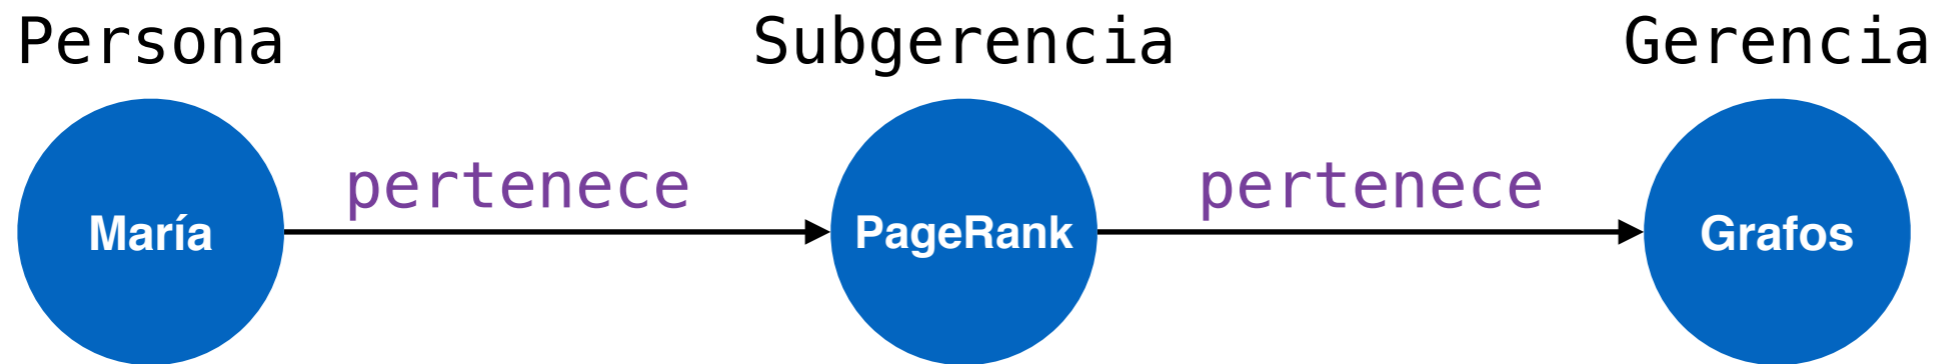 Persona Subgerencia Gerencia
pertenece pertenece
María PageRank Grafos